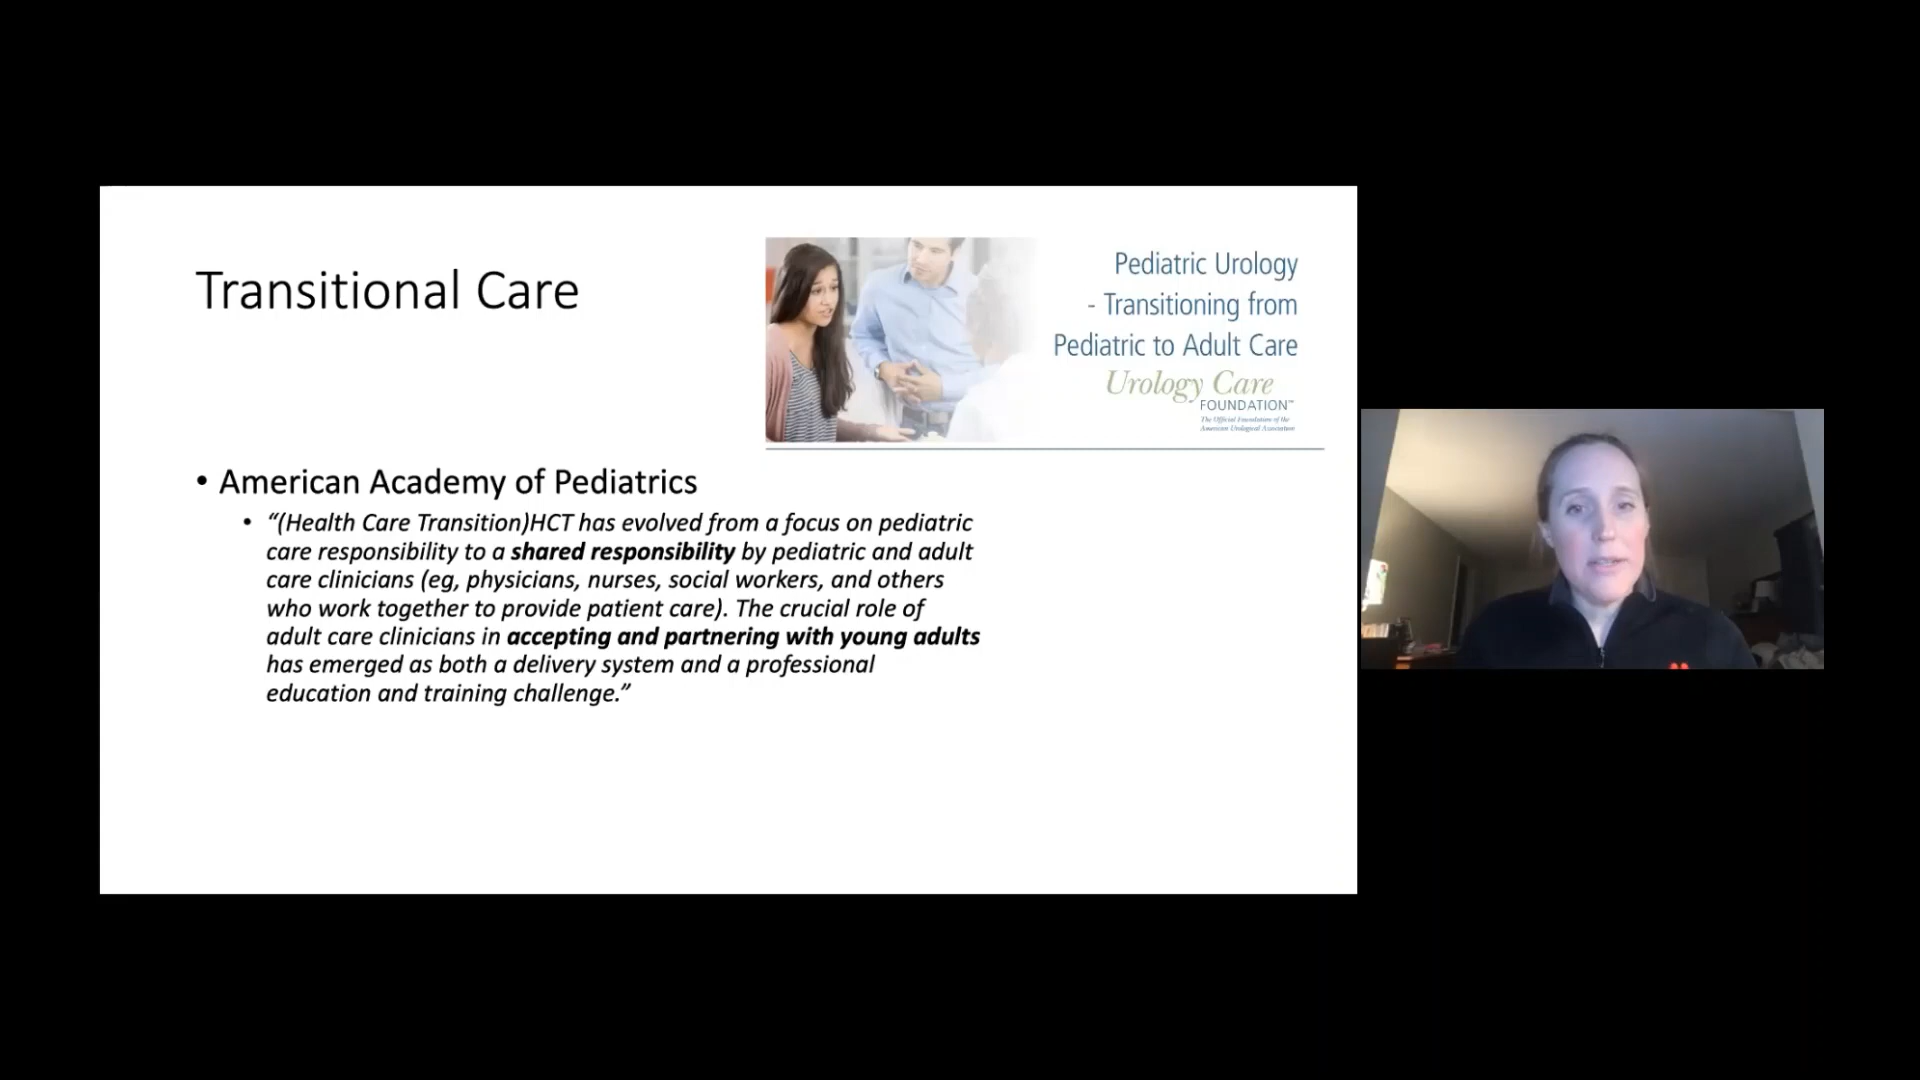 Transitional Care
Pediatric Urology
- Transitioning from
Pediatric to Adult Care
Urology Care
FOUNDATION™
The Official Foundation of the
American Urological Association
• American Academy of Pediatrics
• “(Health Care Transition)HCT has evolved from a focus on pediatric
care responsibility to a shared responsibility by pediatric and adult
care clinicians (eg, physicians, nurses, social workers, and others
who work together to provide patient care). The crucial role of
adult care clinicians in accepting and partnering with young adults
has emerged as both a delivery system and a professional
education and training challenge.”